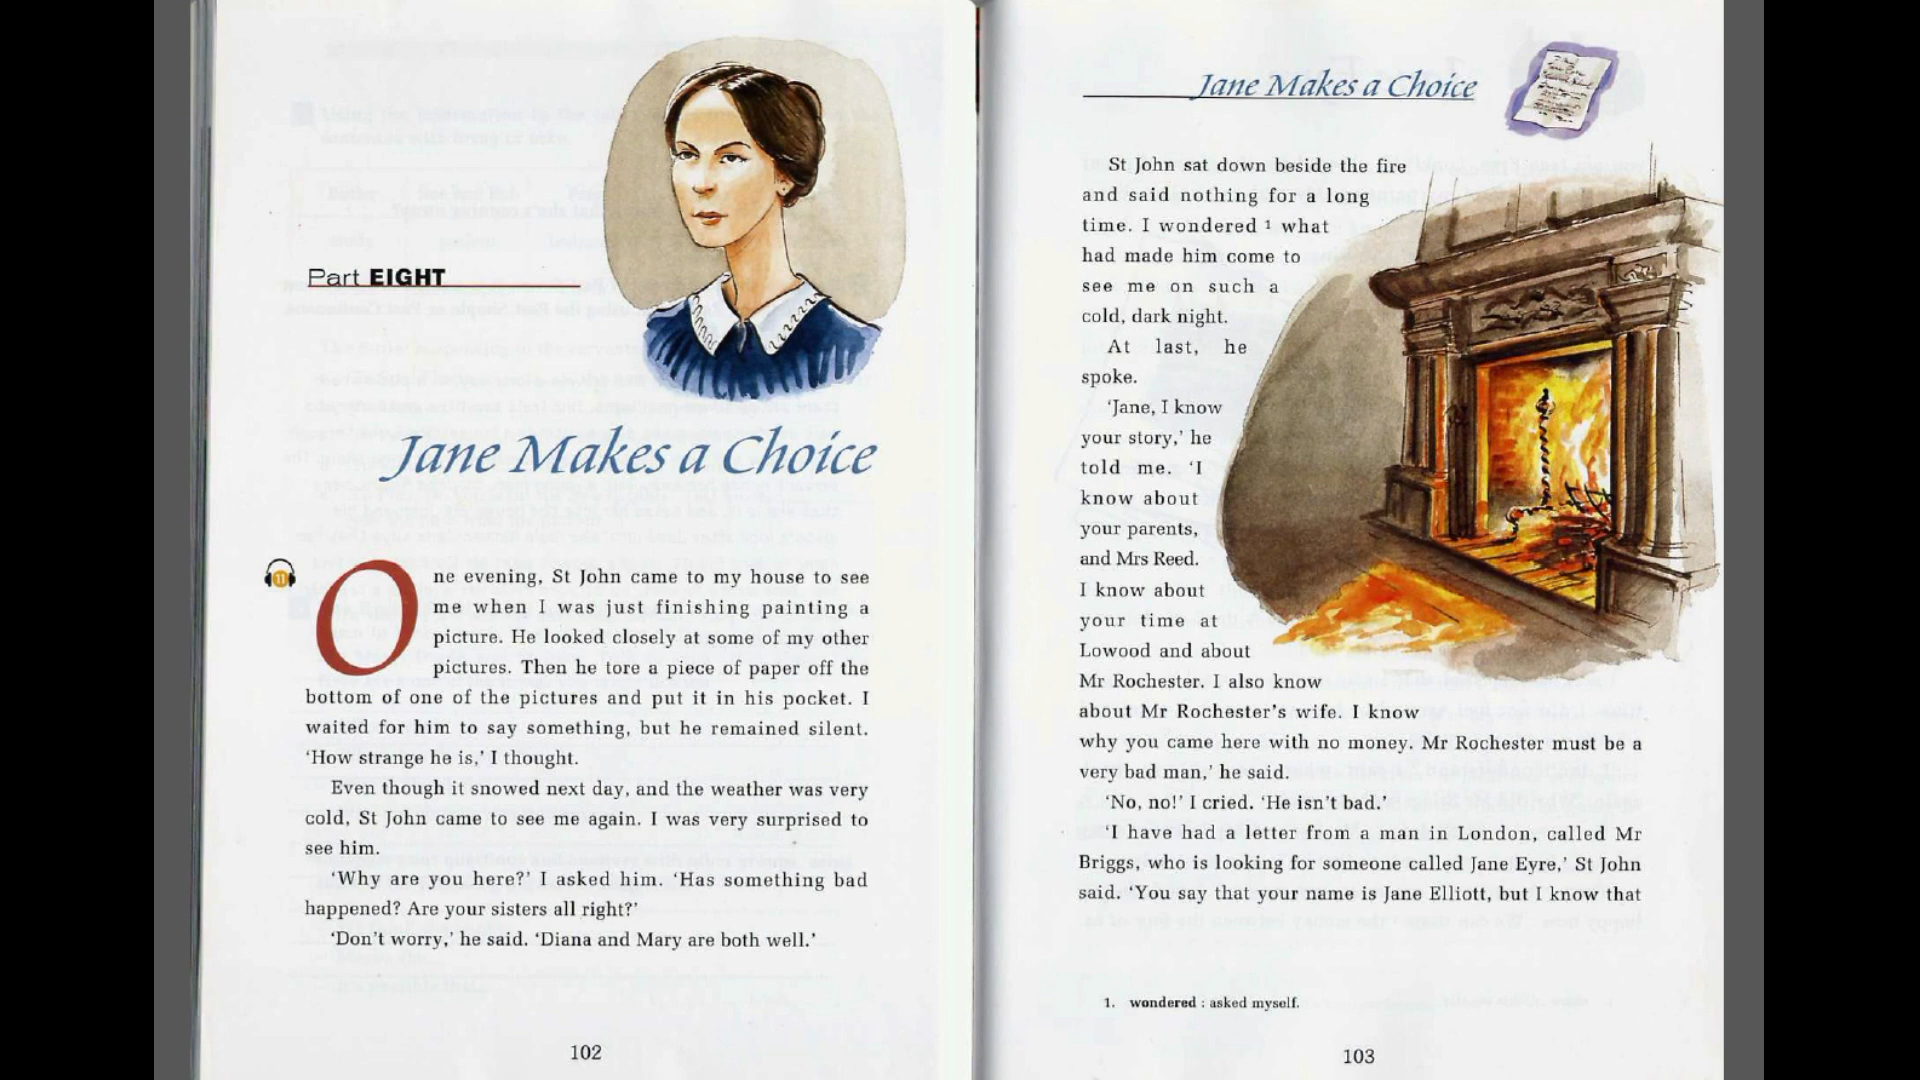 Part EIGHT
Jane Makes a Choice
11
One evening, St John came to my house to see
me when I was just finishing painting a
picture. He looked closely at some of my other
pictures. Then he tore a piece of paper off the
bottom of one of the pictures and put it in his pocket. I
waited for him to say something, but he remained silent.
‘How strange he is,’ I thought.
Even though it snowed next day, and the weather was very
cold, St John came to see me again. I was very surprised to
see him.
‘Why are you here?’ I asked him. ‘Has something bad
happened? Are your sisters all right?’
‘Don’t worry,’ he said. ‘Diana and Mary are both well.’
102
Jane Makes a Choice
St John sat down beside the fire
and said nothing for a long
time. I wondered 1 what
had made him come to
see me on such a
cold, dark night.
At last, he
spoke.
‘Jane, I know
your story,’ he
told me. ‘I
know about
your parents,
and Mrs Reed.
I know about
your time at
Lowood and about
Mr Rochester. I also know
about Mr Rochester’s wife. I know
why you came here with no money. Mr Rochester must be a
very bad man,’ he said.
‘No, no!’ I cried. ‘He isn’t bad.’
‘I have had a letter from a man in London, called Mr
Briggs, who is looking for someone called Jane Eyre,’ St John
said. ‘You say that your name is Jane Elliott, but I know that
1. wondered : asked myself.
103